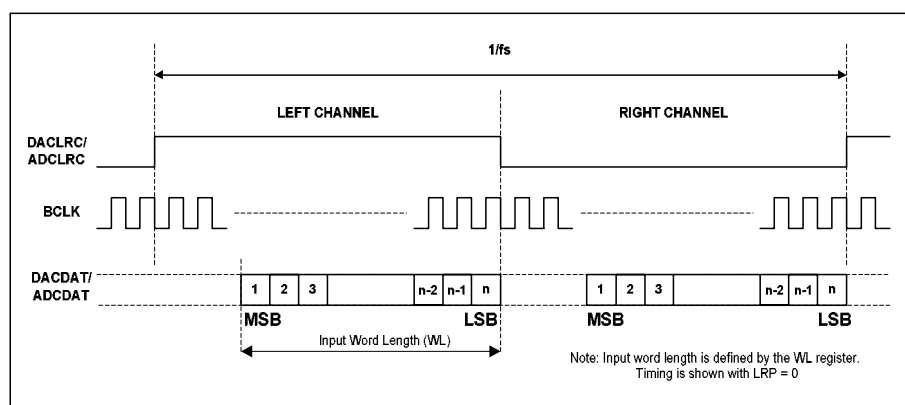 1/fs
LEFT CHANNEL
RIGHT CHANNEL
DACLRC/
ADCLRC
BCLK
DACDAT/
ADCDAT
1 2 3 n-2 n-1 n 1 2 3 n-2 n-1 n
MSB LSB MSB LSB
Input Word Length (WL)
Note: Input word length is defined by the WL register.
Timing is shown with LRP = 0